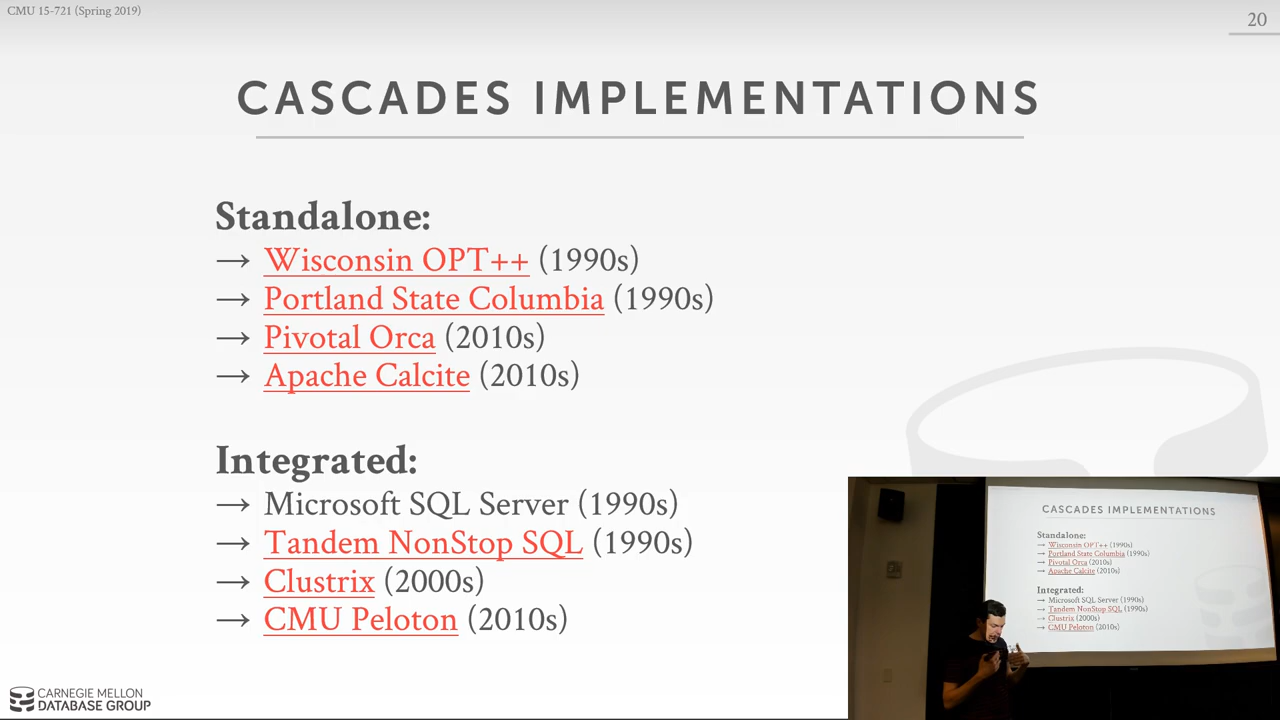 CMU 15-721 (Spring 2019)
20
CASCADES IMPLEMENTATIONS
Standalone:
→ Wisconsin OPT++ (1990s)
→ Portland State Columbia (1990s)
→ Pivotal Orca (2010s)
→ Apache Calcite (2010s)
Integrated:
→ Microsoft SQL Server (1990s)
→ Tandem NonStop SQL (1990s)
→ Clustrix (2000s)
→ CMU Peloton (2010s)
CARNEGIE MELLON
DATABASE GROUP
CASCADES IMPLEMENTATIONS
Standalone:
→ Wisconsin OPT++ (1990s)
→ Portland State Columbia (1990s)
→ Pivotal Orca (2010s)
→ Apache Calcite (2010s)
Integrated:
→ Microsoft SQL Server (1990s)
→ Tandem NonStop SQL (1990s)
→ Clustrix (2000s)
→ CMU Peloton (2010s)